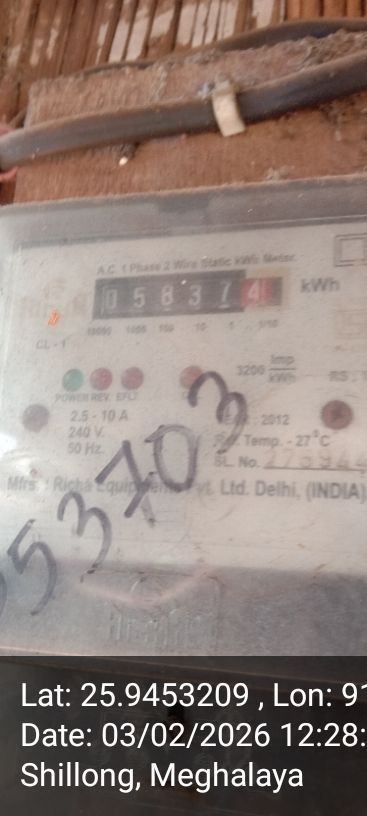 A.C. 1 Phase 2 Wire Static kWh Meter.
0 5 8 3 7 4 kWh
10000 1000 100 10 1 1/10
CL - 1
3200 Imp/kWh
POWER REV. EFL
2.5 - 10 A
: 2012
240 V.
Temp. - 27°C
50 Hz.
SL. No.
Mfrs : Richa Equipments Pvt. Ltd. Delhi, (INDIA)
53703
Lat: 25.9453209 , Lon: 91
Date: 03/02/2026 12:28:
Shillong, Meghalaya